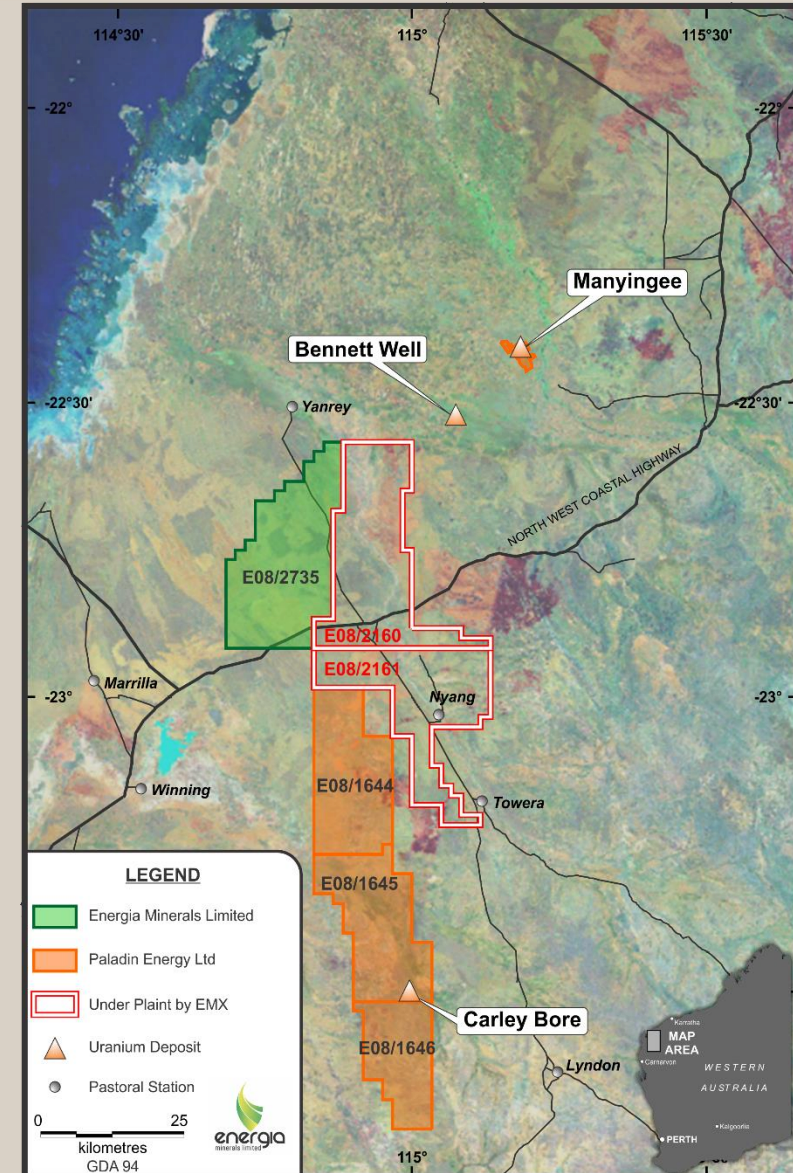 114°30'
115°
115°30'
-22°
-22°
Manyingee
Bennett Well
Yanrey
-22°30'
-22°30'
NORTH WEST COASTAL HIGHWAY
E08/2735
E08/2160
E08/2161
Marrilla
Nyang
-23°
-23°
Winning
E08/1644
Towera
E08/1645
Carley Bore
E08/1646
Lyndon
115°
LEGEND
Energia Minerals Limited
Paladin Energy Ltd
Under Plaint by EMX
Uranium Deposit
Pastoral Station
0
25
kilometres
GDA 94
energia
minerals limited
Karratha
MAP
AREA
Carnarvon
WESTERN
AUSTRALIA
Kalgoorlie
PERTH